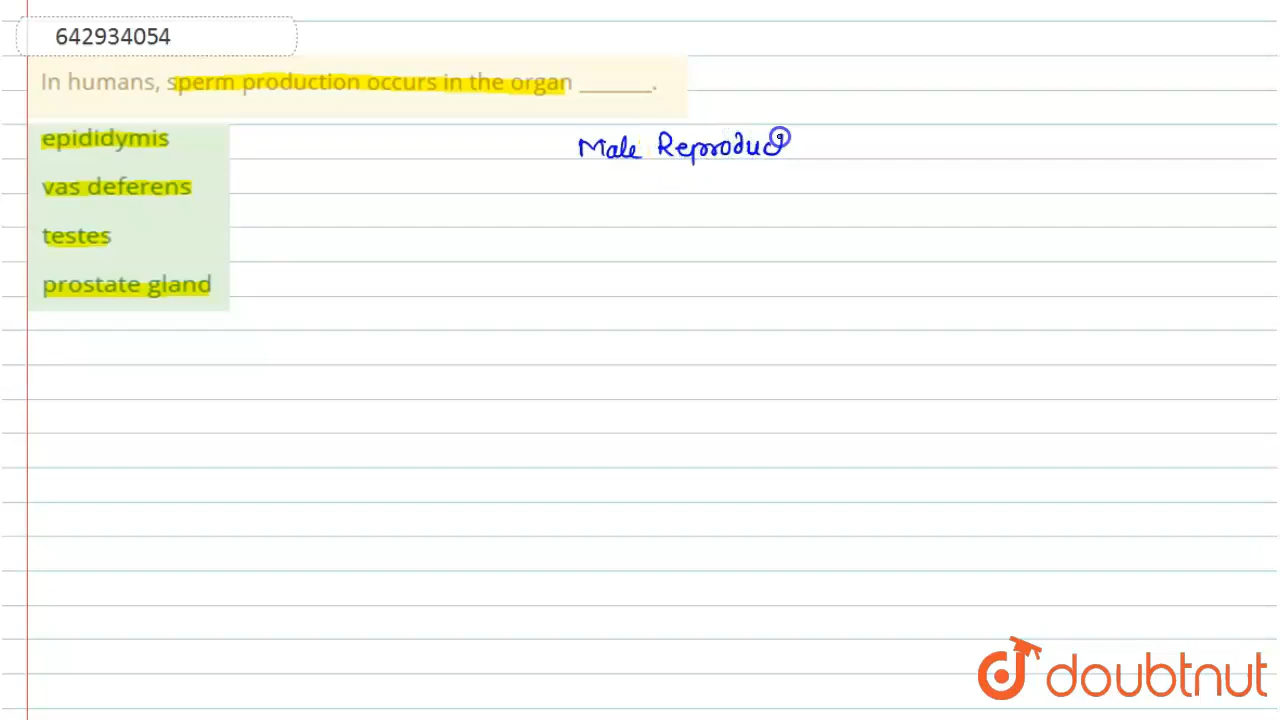 642934054
In humans, sperm production occurs in the organ _______.
epididymis
Male Reproduc
vas deferens
testes
prostate gland
doubtnut